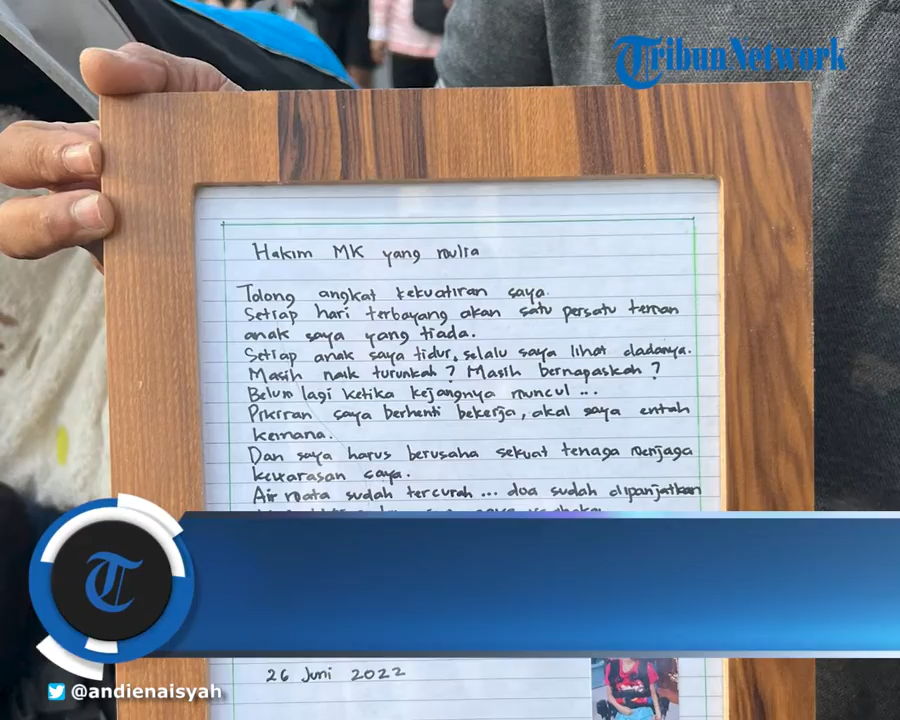 TribunNetwork
Hakim MK yang mulia
Tolong angkat kekuatiran saya.
Setiap hari terbayang akan satu persatu teman
anak saya yang tiada.
Setiap anak saya tidur, selalu saya lihat dadanya.
Masih naik turunkah? Masih bernapaskah?
Belum lagi ketika kejangnya muncul...
Pikiran saya berhenti bekerja, akal saya entah
kemana.
Dan saya harus berusaha sekuat tenaga menjaga
kewarasan saya.
Air mata sudah tercurah... doa sudah dipanjatkan
T
26 Juni 2022
@andienaisyah